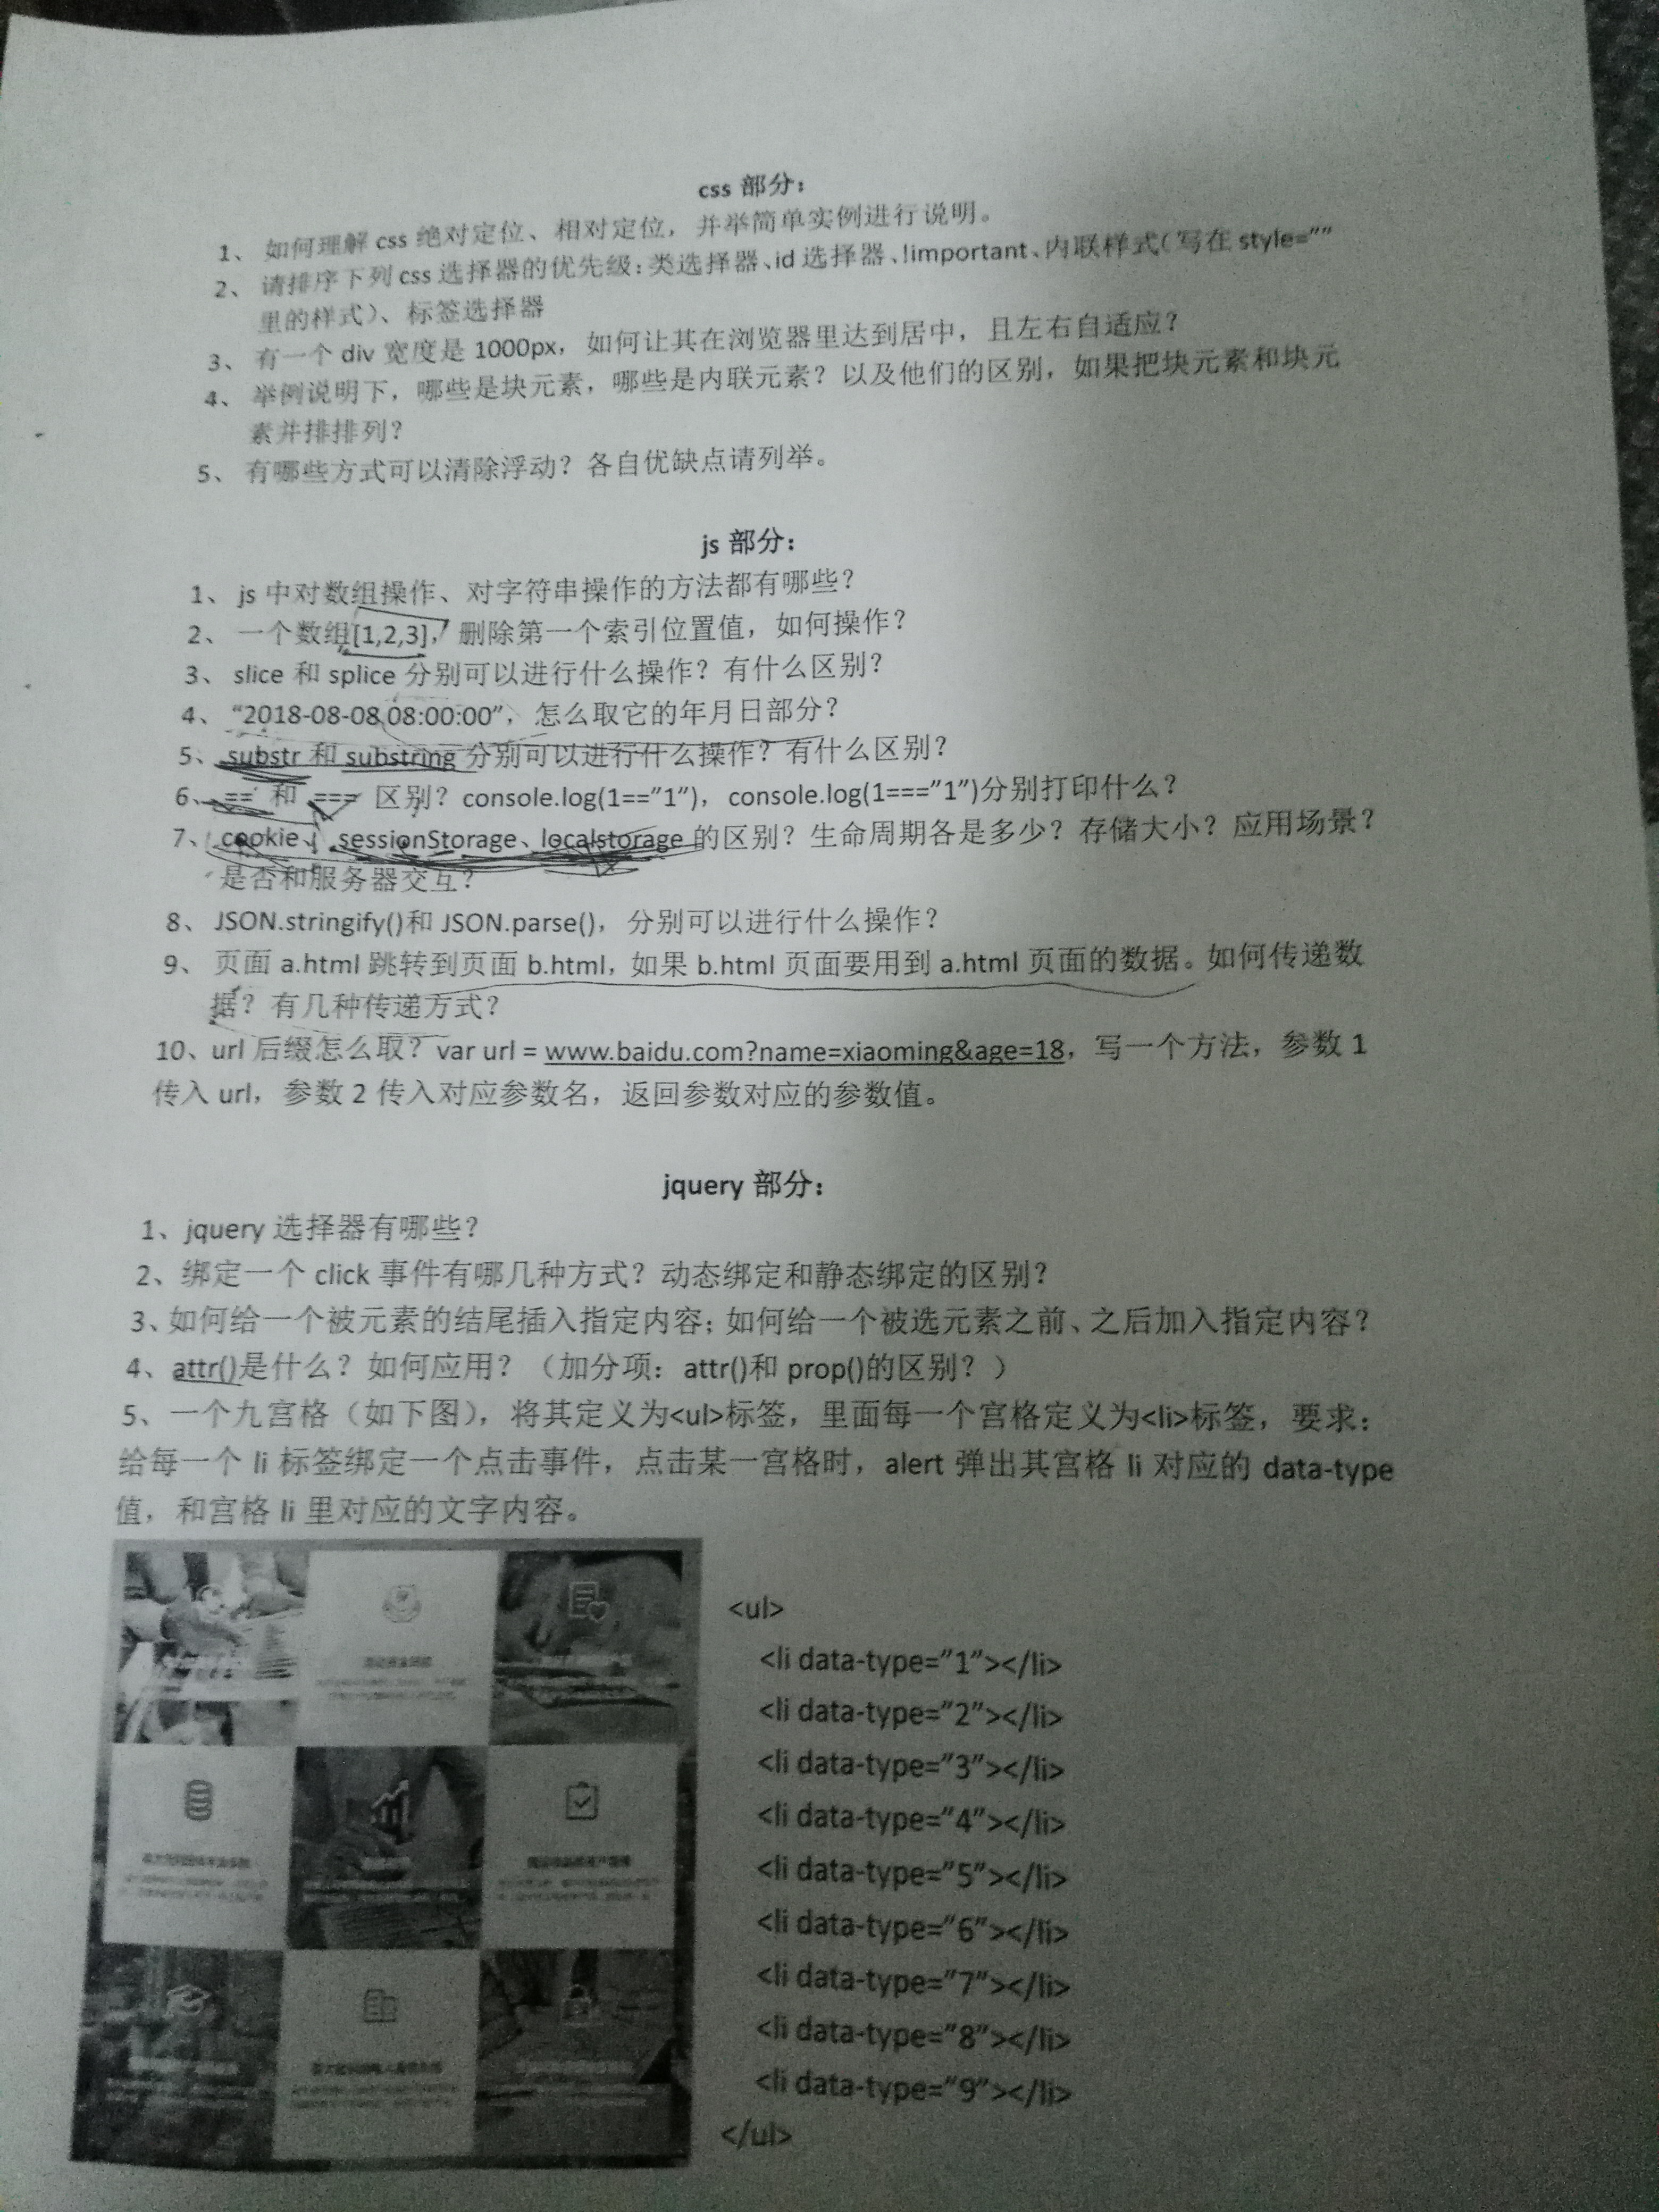 css 部分：
1、 如何理解 css 绝对定位、相对定位，并举简单实例进行说明。
2、 请排序下列 css 选择器的优先级：类选择器、id 选择器、!important、内联样式（写在 style=””
里的样式）、标签选择器
3、 有一个 div 宽度是 1000px，如何让其在浏览器里达到居中，且左右自适应？
4、 举例说明下，哪些是块元素，哪些是内联元素？以及他们的区别，如果把块元素和块元
素并排排列？
5、 有哪些方式可以清除浮动？各自优缺点请列举。
js 部分：
1、 js 中对数组操作、对字符串操作的方法都有哪些？
2、 一个数组[1,2,3]，删除第一个索引位置值，如何操作？
3、 slice 和 splice 分别可以进行什么操作？有什么区别？
4、 “2018-08-08 08:00:00”，怎么取它的年月日部分？
5、 substr 和 substring 分别可以进行什么操作？有什么区别？
6、 == 和 === 区别？console.log(1==”1”)，console.log(1===”1”)分别打印什么？
7、 cookie、sessionStorage、localstorage 的区别？生命周期各是多少？存储大小？应用场景？
是否和服务器交互？
8、 JSON.stringify()和 JSON.parse()，分别可以进行什么操作？
9、 页面 a.html 跳转到页面 b.html，如果 b.html 页面要用到 a.html 页面的数据。如何传递数
据？有几种传递方式？
10、url 后缀怎么取？var url = www.baidu.com?name=xiaoming&age=18，写一个方法，参数 1
传入 url，参数 2 传入对应参数名，返回参数对应的参数值。
jquery 部分：
1、jquery 选择器有哪些？
2、绑定一个 click 事件有哪几种方式？动态绑定和静态绑定的区别？
3、如何给一个被元素的结尾插入指定内容；如何给一个被选元素之前、之后加入指定内容？
4、attr()是什么？如何应用？（加分项：attr()和 prop()的区别？）
5、一个九宫格（如下图），将其定义为<ul>标签，里面每一个宫格定义为<li>标签，要求：
给每一个 li 标签绑定一个点击事件，点击某一宫格时，alert 弹出其宫格 li 对应的 data-type
值，和宫格 li 里对应的文字内容。
<ul>
<li data-type=”1”></li>
<li data-type=”2”></li>
<li data-type=”3”></li>
<li data-type=”4”></li>
<li data-type=”5”></li>
<li data-type=”6”></li>
<li data-type=”7”></li>
<li data-type=”8”></li>
<li data-type=”9”></li>
</ul>